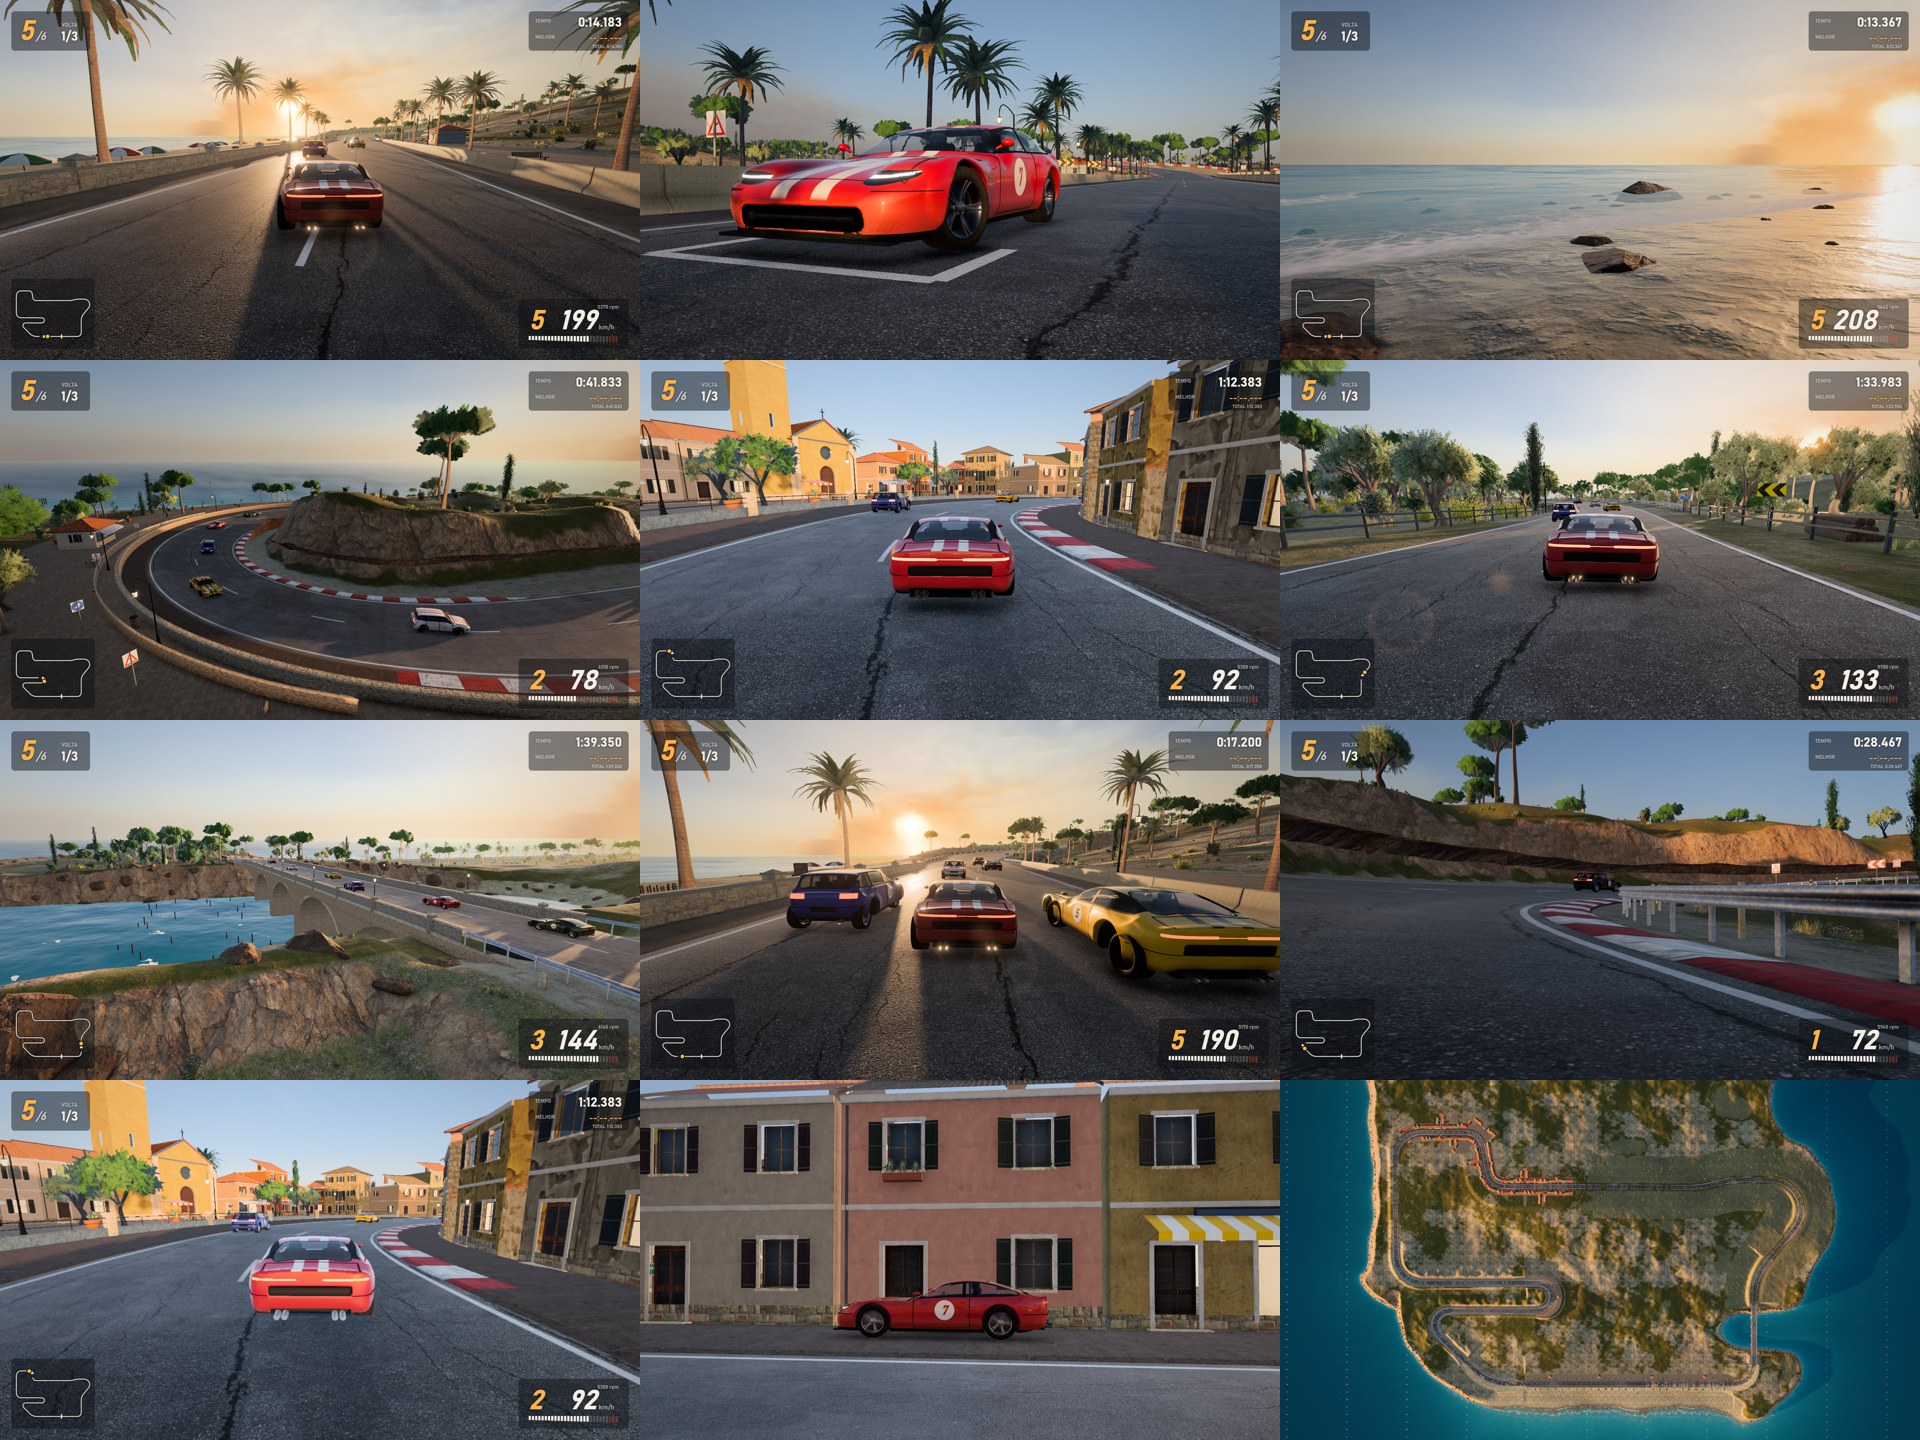 5/6 VOLTA 1/3
TEMPO 0:14.183
MELHOR --:--.---
5 199 km/h
7
5/6 VOLTA 1/3
TEMPO 0:13.367
MELHOR --:--.---
5 208 km/h
5/6 VOLTA 1/3
TEMPO 0:41.833
MELHOR --:--.---
2 78 km/h
5/6 VOLTA 1/3
TEMPO 1:12.383
MELHOR --:--.---
2 92 km/h
5/6 VOLTA 1/3
TEMPO 1:33.983
MELHOR --:--.---
3 133 km/h
5/6 VOLTA 1/3
TEMPO 1:39.350
MELHOR --:--.---
3 144 km/h
5/6 VOLTA 1/3
TEMPO 0:17.200
MELHOR --:--.---
5 190 km/h
5/6 VOLTA 1/3
TEMPO 0:28.467
MELHOR --:--.---
1 72 km/h
5/6 VOLTA 1/3
TEMPO 1:12.383
MELHOR --:--.---
2 92 km/h
7